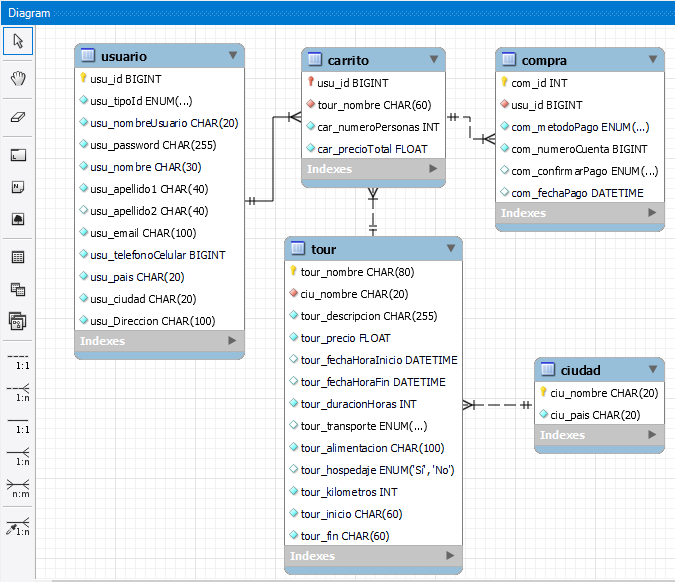 Diagram
usuario
usu_id BIGINT
usu_tipoId ENUM(...)
usu_nombreUsuario CHAR(20)
usu_password CHAR(255)
usu_nombre CHAR(30)
usu_apellido1 CHAR(40)
usu_apellido2 CHAR(40)
usu_email CHAR(100)
usu_telefonoCelular BIGINT
usu_pais CHAR(20)
usu_ciudad CHAR(20)
usu_Direccion CHAR(100)
Indexes
carrito
usu_id BIGINT
tour_nombre CHAR(60)
car_numeroPersonas INT
car_precioTotal FLOAT
Indexes
compra
com_id INT
usu_id BIGINT
com_metodoPago ENUM(...)
com_numeroCuenta BIGINT
com_confirmarPago ENUM(...)
com_fechaPago DATETIME
Indexes
tour
tour_nombre CHAR(80)
ciu_nombre CHAR(20)
tour_descripcion CHAR(255)
tour_precio FLOAT
tour_fechaHoraInicio DATETIME
tour_fechaHoraFin DATETIME
tour_duracionHoras INT
tour_transporte ENUM(...)
tour_alimentacion CHAR(100)
tour_hospedaje ENUM('Sí', 'No')
tour_kilometros INT
tour_inicio CHAR(60)
tour_fin CHAR(60)
Indexes
ciudad
ciu_nombre CHAR(20)
ciu_pais CHAR(20)
Indexes
1:1
1:n
1:1
1:n
n:m
1:n